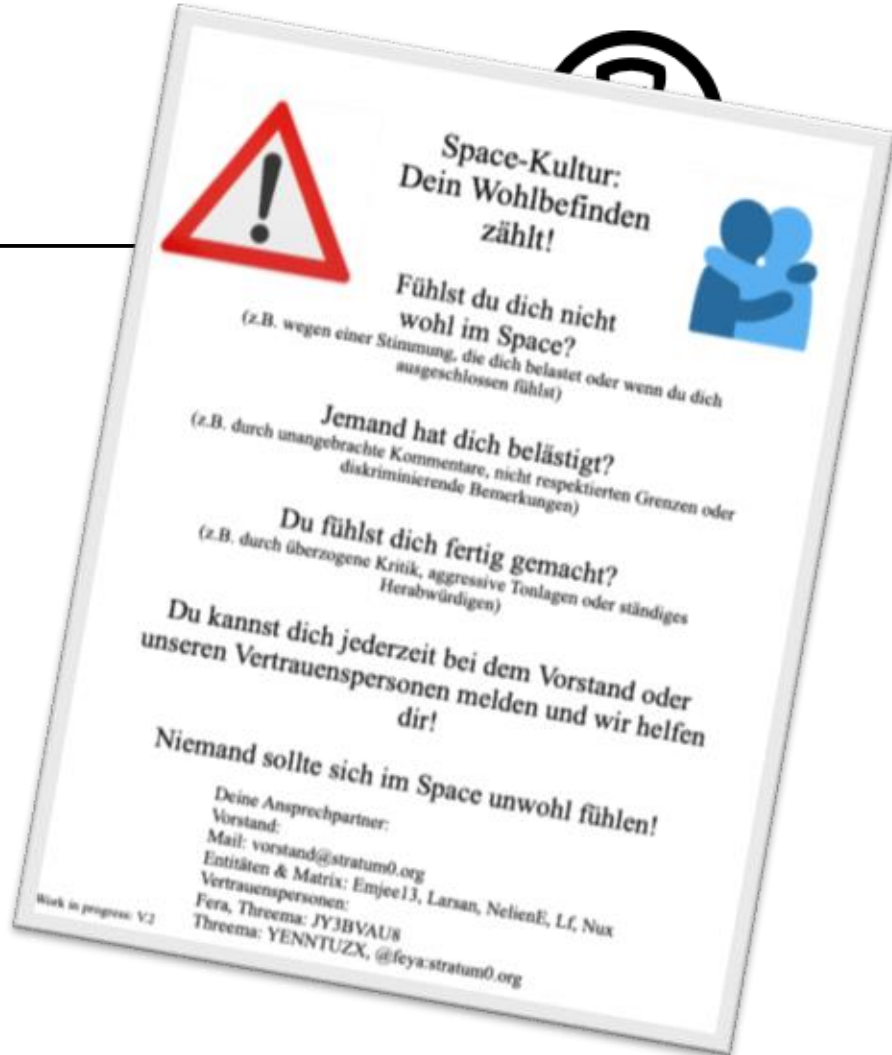 Space-Kultur:
Dein Wohlbefinden
zählt!
Fühlst du dich nicht
wohl im Space?
(z.B. wegen einer Stimmung, die dich belastet oder wenn du dich
ausgeschlossen fühlst)
Jemand hat dich belästigt?
(z.B. durch unangebrachte Kommentare, nicht respektierten Grenzen oder
diskriminierende Bemerkungen)
Du fühlst dich fertig gemacht?
(z.B. durch überzogene Kritik, aggressive Tonlagen oder ständiges
Herabwürdigen)
Du kannst dich jederzeit bei dem Vorstand oder
unseren Vertrauenspersonen melden und wir helfen
dir!
Niemand sollte sich im Space unwohl fühlen!
Deine Ansprechpartner:
Vorstand:
Mail: vorstand@stratum0.org
Entitäten & Matrix: Emjee13, Larsan, NelienE, Lf, Nux
Vertrauenspersonen:
Fera, Threema: JY3BVAU8
Threema: YENNTUZX, @feya:stratum0.org
Work in progress: V.2